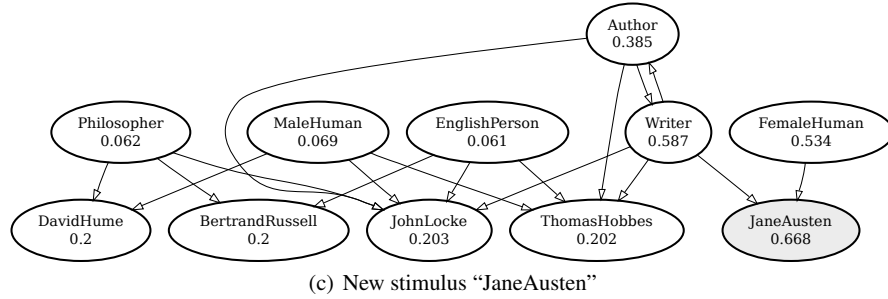 Author
0.385
Philosopher
0.062
MaleHuman
0.069
EnglishPerson
0.061
Writer
0.587
FemaleHuman
0.534
DavidHume
0.2
BertrandRussell
0.2
JohnLocke
0.203
ThomasHobbes
0.202
JaneAusten
0.668
(c) New stimulus “JaneAusten”